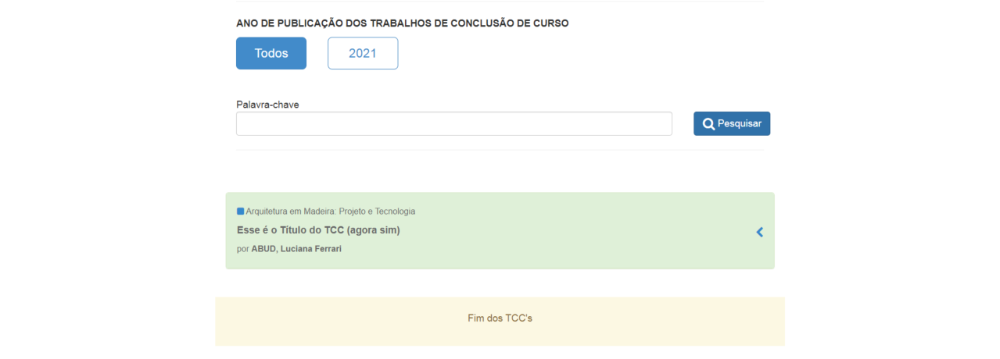 ANO DE PUBLICAÇÃO DOS TRABALHOS DE CONCLUSÃO DE CURSO
Todos
2021
Palavra-chave
Pesquisar
Arquitetura em Madeira: Projeto e Tecnologia
Esse é o Título do TCC (agora sim)
por ABUD, Luciana Ferrari
Fim dos TCC's